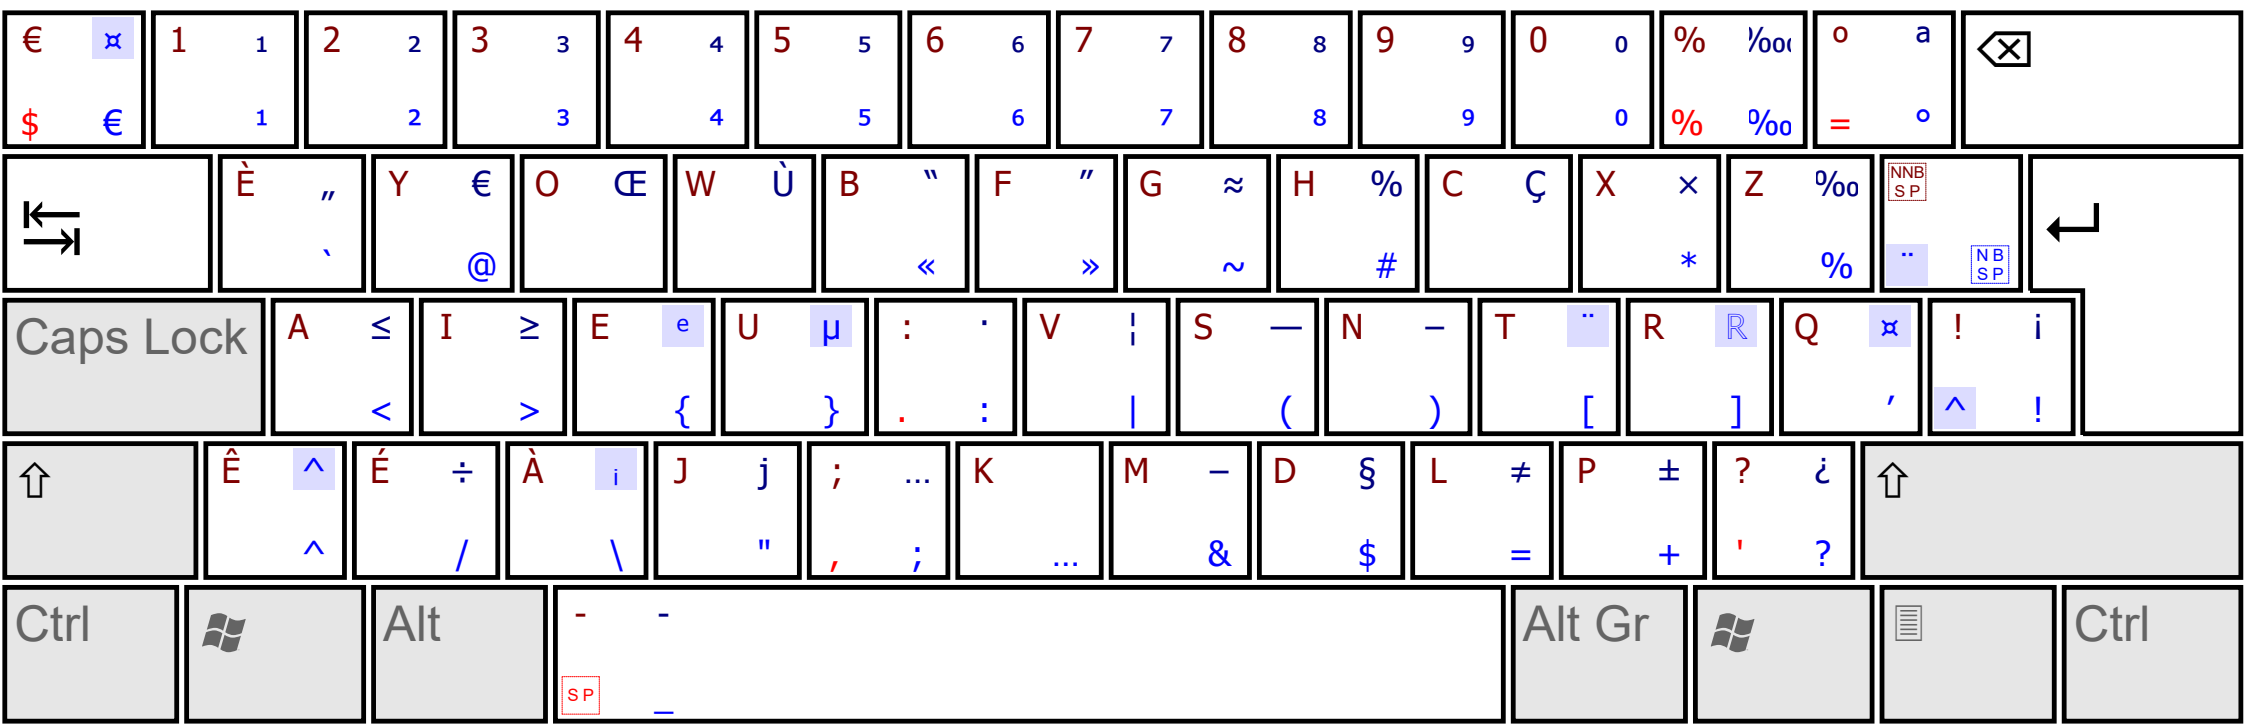 € ¤ 1 ¹ 2 ² 3 ³ 4 ⁴ 5 ⁵ 6 ⁶ 7 ⁷ 8 ⁸ 9 ⁹ 0 ⁰ % º ª
$ € ₁ ₂ ₃ ₄ ₅ ₆ ₇ ₈ ₉ ₀ % = °
È „ Y € O Œ W Ù B “ F ” G ≈ H % C Ç X × Z ‰ NNB SP
` @ « » ~ # * % ¨ NB SP
Caps Lock A ≤ I ≥ E e U µ : · V ¦ S — N – T ¨ R ℝ Q ¤ ! ¡
< > { } . : | ( ) [ ] ’ ^ !
Ê ^ É ÷ À i J j ; … K M − D § L ≠ P ± ? ¿
^ / \ " , ; … & $ = + ' ?
Ctrl Alt - - Alt Gr Ctrl
SP _